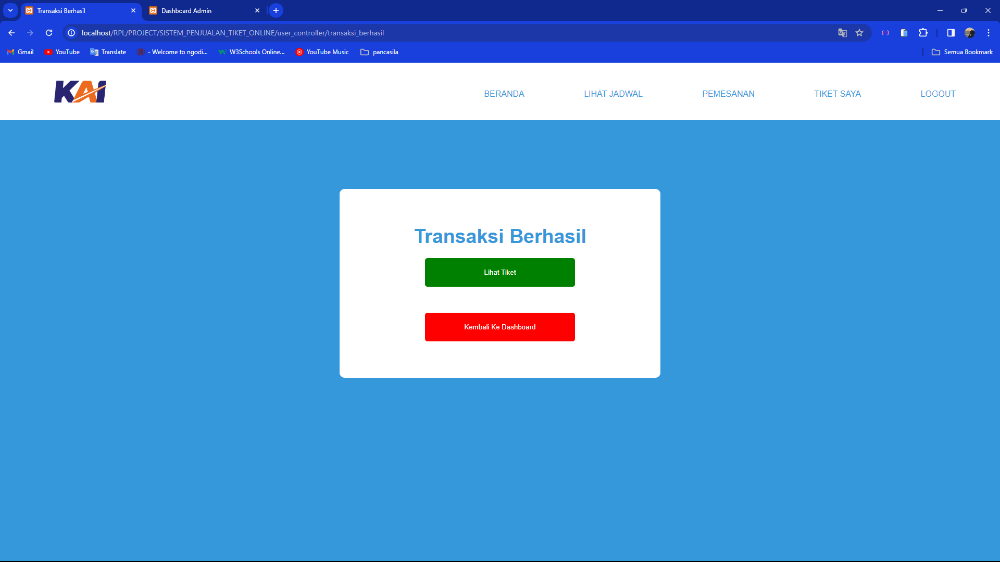 Transaksi Berhasil
Dashboard Admin
localhost/RPL/PROJECT/SISTEM_PENJUALAN_TIKET_ONLINE/user_controller/transaksi_berhasil
Gmail
YouTube
Translate
- Welcome to ngodi...
W3Schools Online...
YouTube Music
pancasila
Semua Bookmark
KAI
BERANDA
LIHAT JADWAL
PEMESANAN
TIKET SAYA
LOGOUT
Transaksi Berhasil
Lihat Tiket
Kembali Ke Dashboard